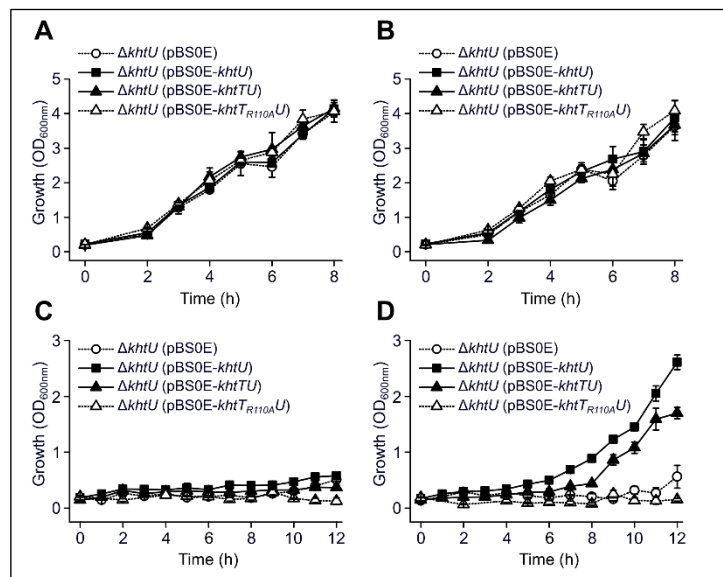 A
ΔkhtU (pBS0E)
ΔkhtU (pBS0E-khtU)
ΔkhtU (pBS0E-khtTU)
ΔkhtU (pBS0E-khtT_R110A U)
Growth (OD600nm)
5
4
3
2
1
0
0 2 4 6 8
Time (h)
B
ΔkhtU (pBS0E)
ΔkhtU (pBS0E-khtU)
ΔkhtU (pBS0E-khtTU)
ΔkhtU (pBS0E-khtT_R110A U)
Growth (OD600nm)
5
4
3
2
1
0
0 2 4 6 8
Time (h)
C
ΔkhtU (pBS0E)
ΔkhtU (pBS0E-khtU)
ΔkhtU (pBS0E-khtTU)
ΔkhtU (pBS0E-khtT_R110A U)
Growth (OD600nm)
3
2
1
0
0 2 4 6 8 10 12
Time (h)
D
ΔkhtU (pBS0E)
ΔkhtU (pBS0E-khtU)
ΔkhtU (pBS0E-khtTU)
ΔkhtU (pBS0E-khtT_R110A U)
Growth (OD600nm)
3
2
1
0
0 2 4 6 8 10 12
Time (h)